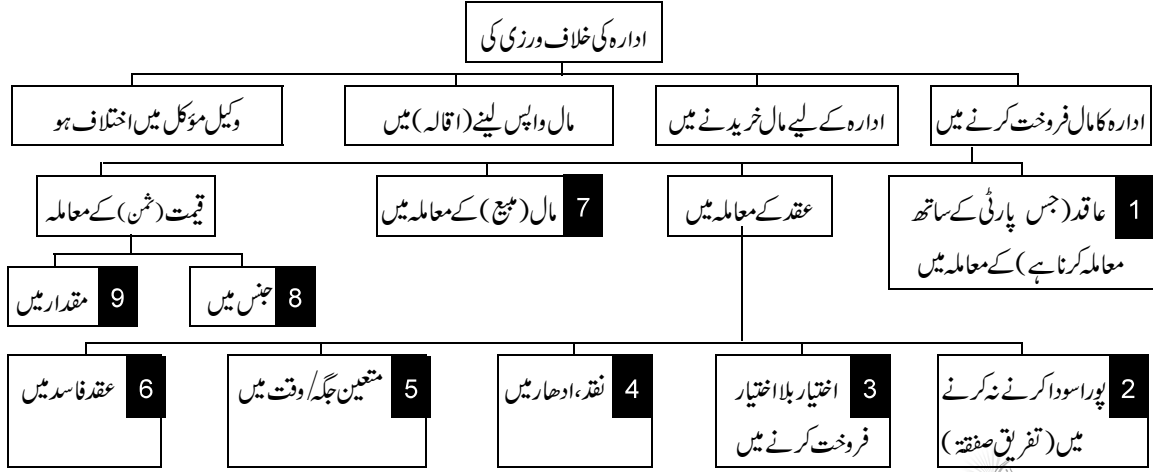 ادارہ کی خلاف ورزی کی
ادارہ کا مال فروخت کرنے میں
ادارہ کے لیے مال خریدنے میں
مال واپس لینے (اقالہ) میں
وکیل مؤکل میں اختلاف ہو
1 عاقد (جس پارٹی کے ساتھ
معاملہ کرنا ہے) کے معاملہ میں
عقد کے معاملہ میں
7 مال (مبیع) کے معاملہ میں
قیمت (ثمن) کے معاملہ
8 جنس میں
9 مقدار میں
2 پورا سودا کرنے نہ کرنے
میں (تفریق صفقۃ)
3 اختیار بلا اختیار
فروخت کرنے میں
4 نقد، ادھار میں
5 متعین جگہ/وقت میں
6 عقد فاسد میں